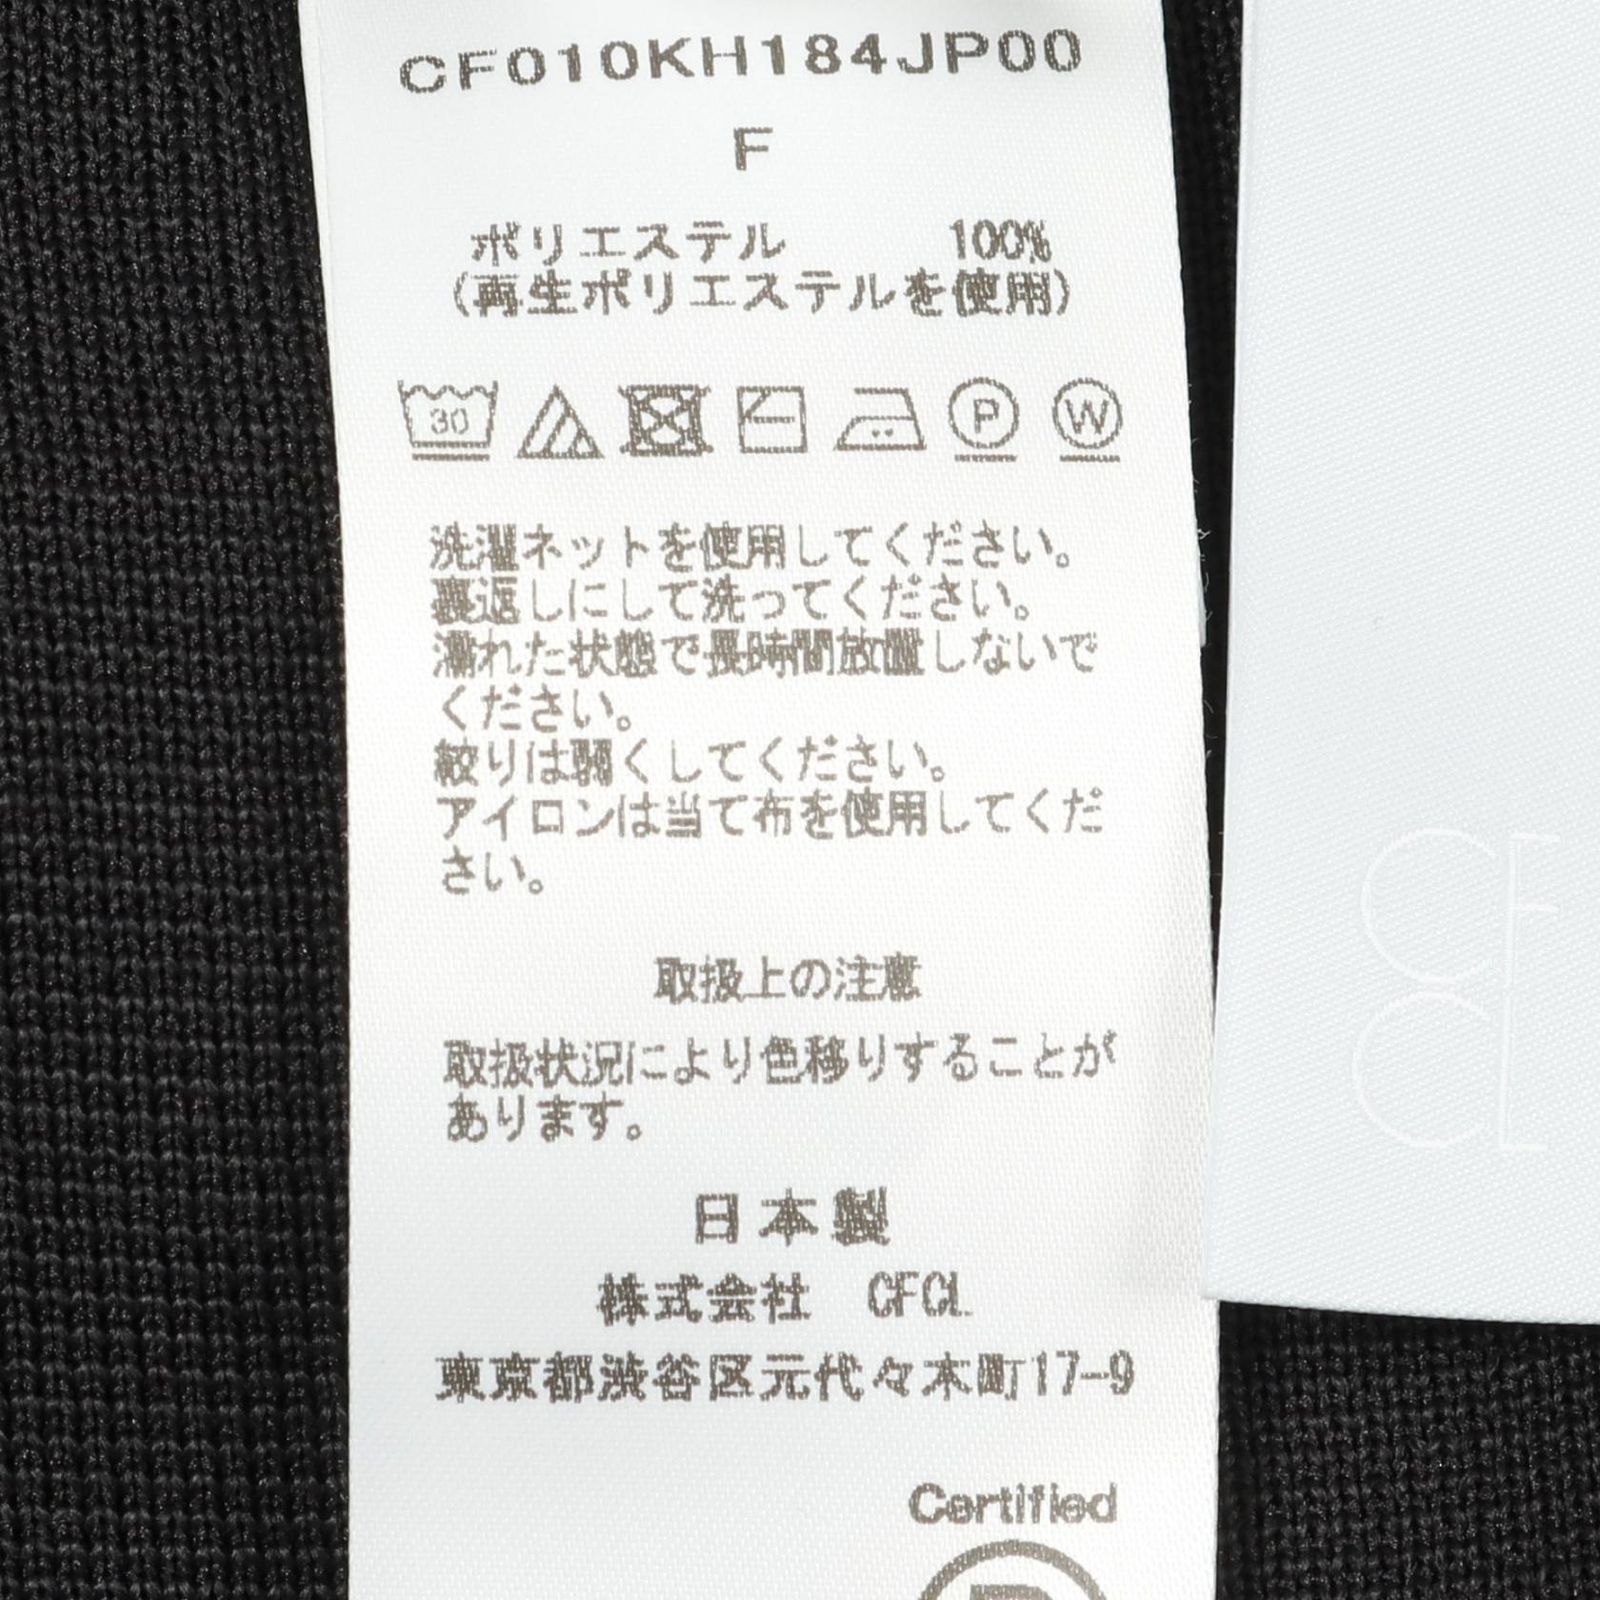 CF010KH184JP00
F
ポリエステル 100%
(再生ポリエステルを使用)
30
P
W
洗濯ネットを使用してください。
裏返しにして洗ってください。
濡れた状態で長時間放置しないで
ください。
絞りは弱くしてください。
アイロンは当て布を使用してくだ
さい。
取扱上の注意
取扱状況により色移りすることが
あります。
日本製
株式会社 CFCL
東京都渋谷区元代々木町17-9
Certified
CF
CL